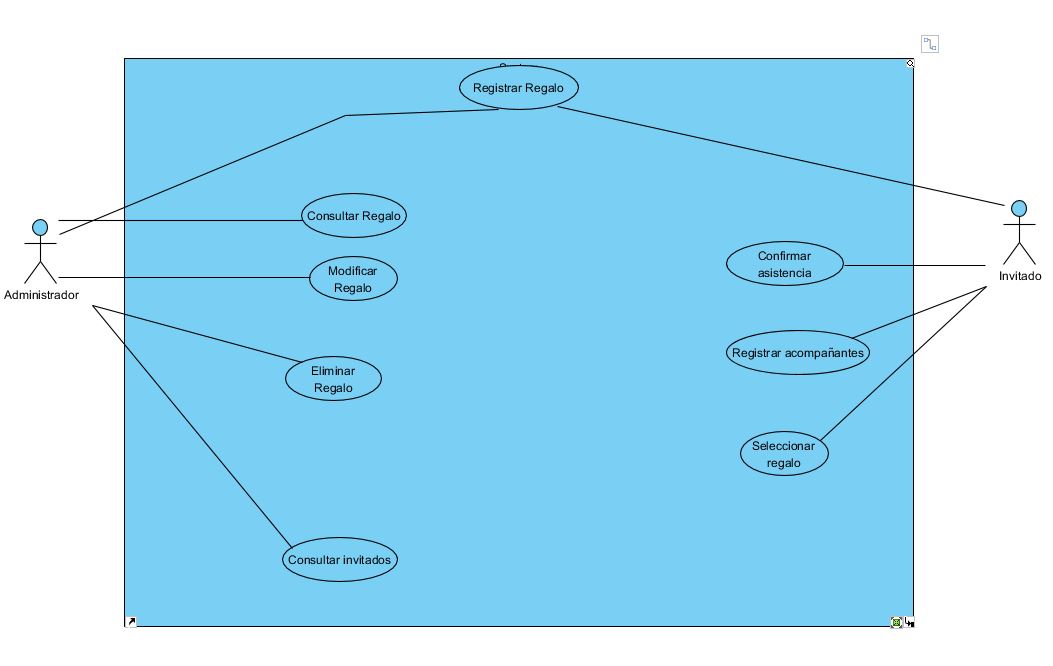 Registrar Regalo
Consultar Regalo
Modificar
Regalo
Administrador
Eliminar
Regalo
Consultar invitados
Invitado
Confirmar
asistencia
Registrar acompañantes
Seleccionar
regalo